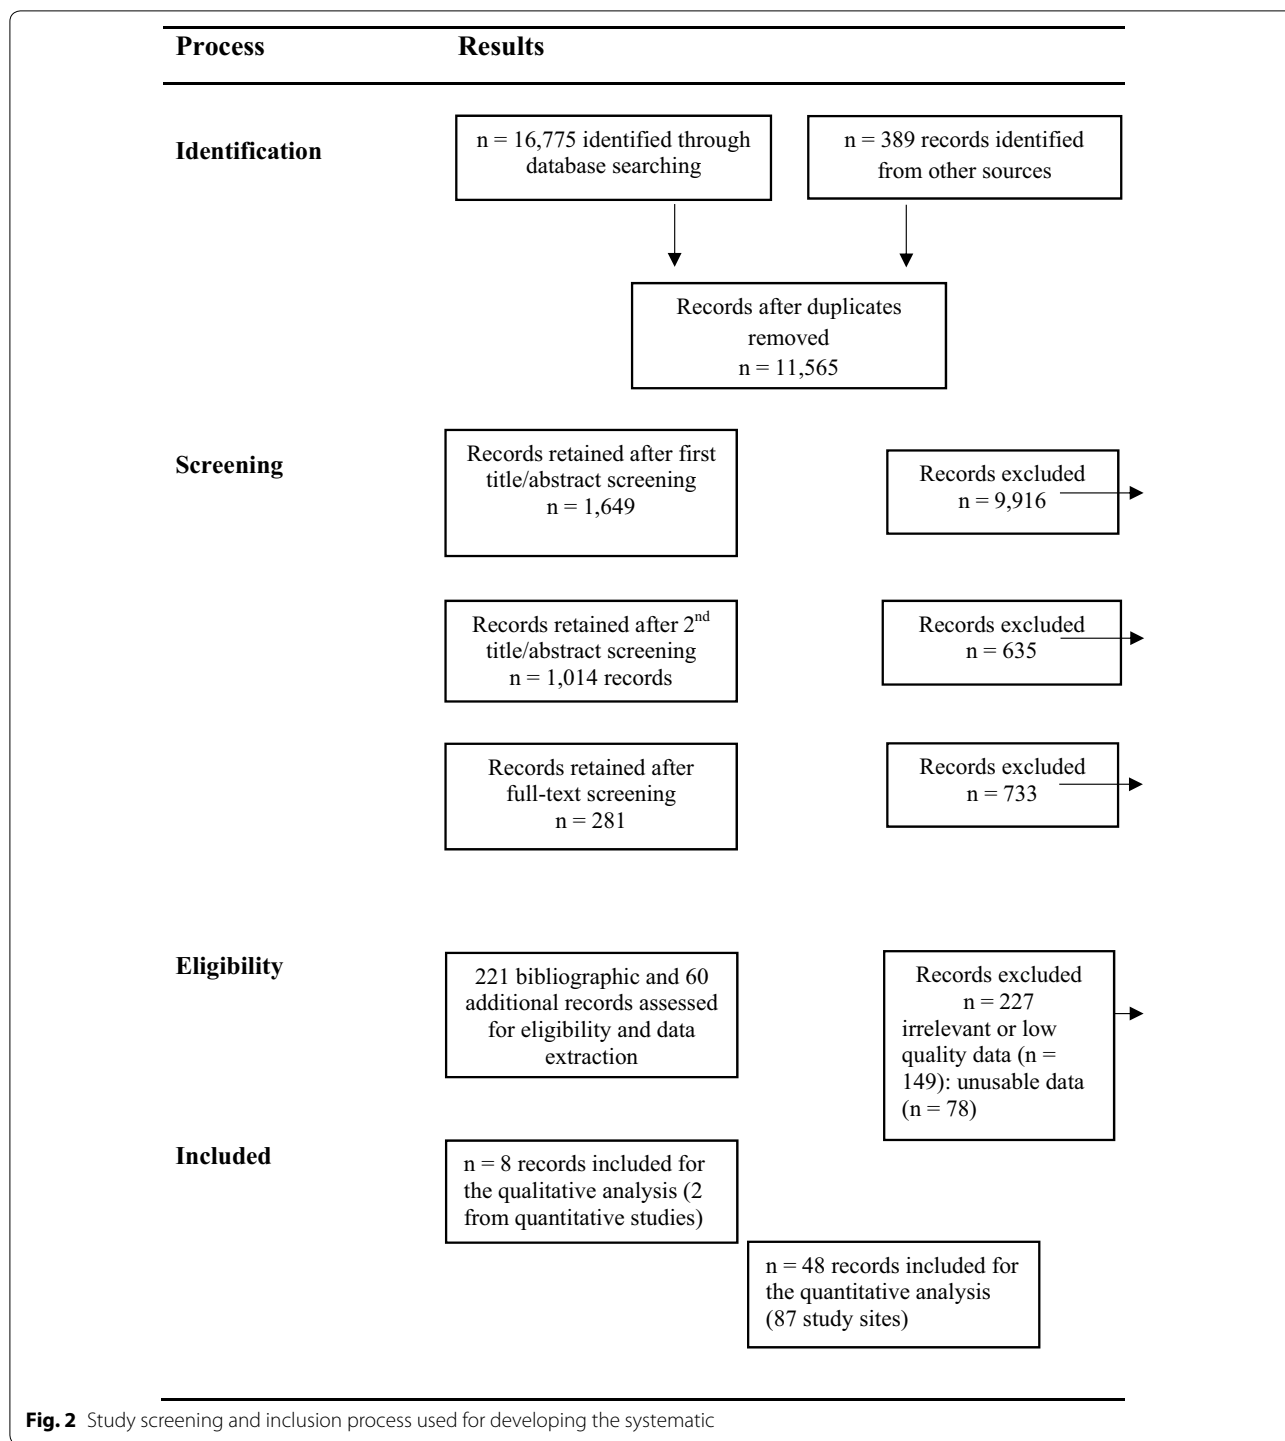 Process
Results
Identification
n = 16,775 identified through
database searching
n = 389 records identified
from other sources
Records after duplicates
removed
n = 11,565
Screening
Records retained after first
title/abstract screening
n = 1,649
Records excluded
n = 9,916
Records retained after 2nd
title/abstract screening
n = 1,014 records
Records excluded
n = 635
Records retained after
full-text screening
n = 281
Records excluded
n = 733
Eligibility
221 bibliographic and 60
additional records assessed
for eligibility and data
extraction
Records excluded
n = 227
irrelevant or low
quality data (n =
149): unusable data
(n = 78)
Included
n = 8 records included for
the qualitative analysis (2
from quantitative studies)
n = 48 records included for
the quantitative analysis
(87 study sites)
Fig. 2 Study screening and inclusion process used for developing the systematic